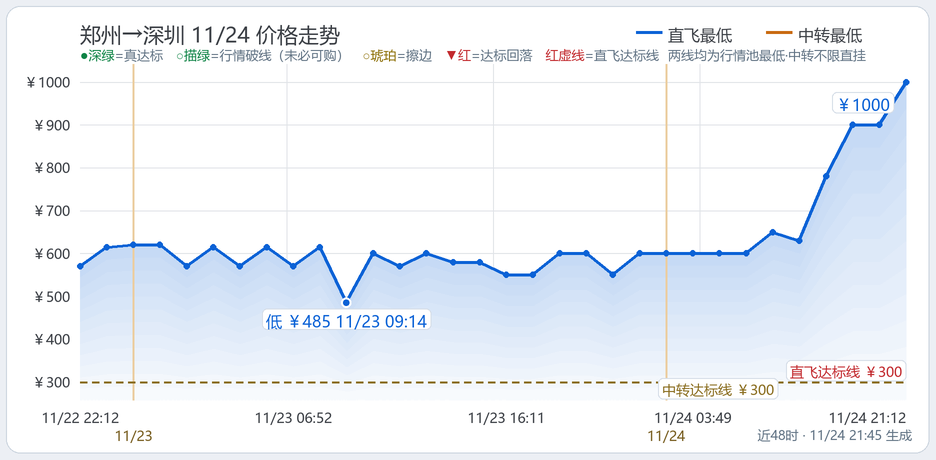 郑州→深圳 11/24 价格走势
直飞最低 中转最低
●深绿=真达标 ○描绿=行情破线（未必可购） ○琥珀=擦边 ▼红=达标回落 红虚线=直飞达标线 两线均为行情池最低·中转不限直挂
¥1000
¥900
¥800
¥700
¥600
¥500
¥400
¥300
¥1000
低 ¥485 11/23 09:14
直飞达标线 ¥300
中转达标线 ¥300
11/22 22:12 11/23 06:52 11/23 16:11 11/24 03:49 11/24 21:12
11/23 11/24
近48时 · 11/24 21:45 生成